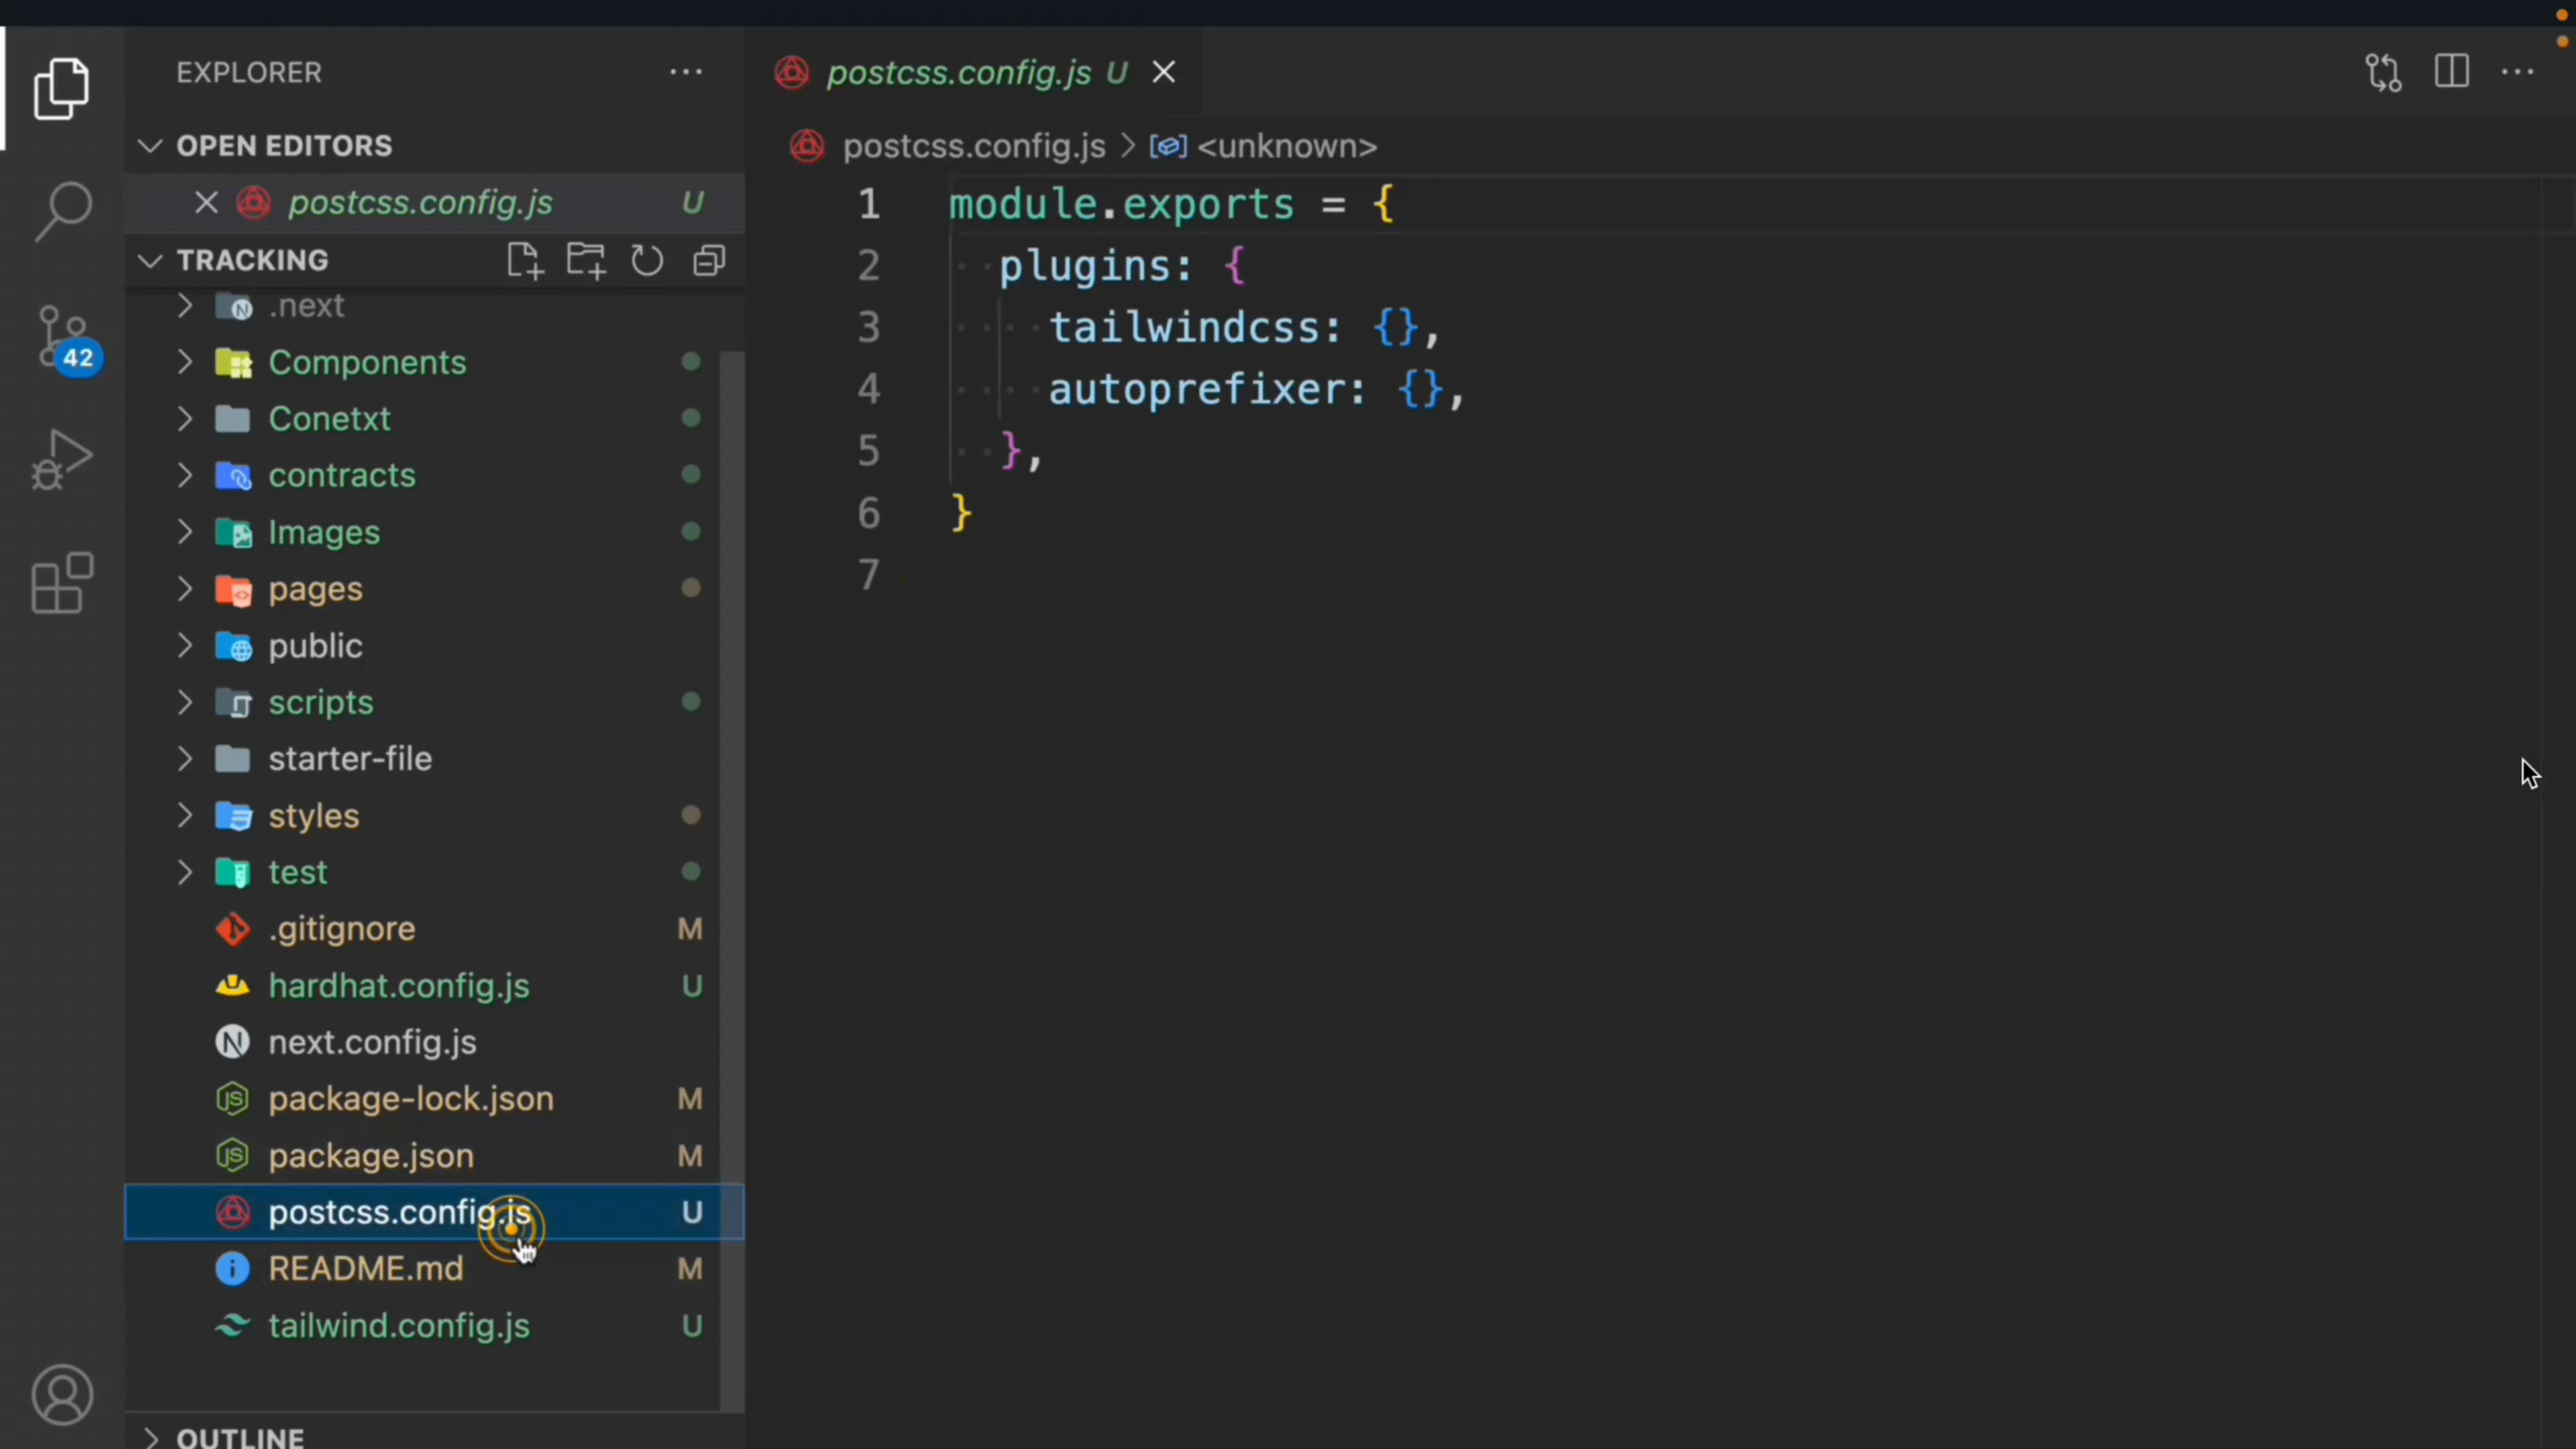 EXPLORER
OPEN EDITORS
postcss.config.js U
TRACKING
.next
Components
Conetxt
contracts
Images
pages
public
scripts
starter-file
styles
test
.gitignore M
hardhat.config.js U
next.config.js
package-lock.json M
package.json M
postcss.config.js U
README.md M
tailwind.config.js U
OUTLINE
42
postcss.config.js U
postcss.config.js > <unknown>
1 module.exports = {
2 plugins: {
3 tailwindcss: {},
4 autoprefixer: {},
5 },
6 }
7